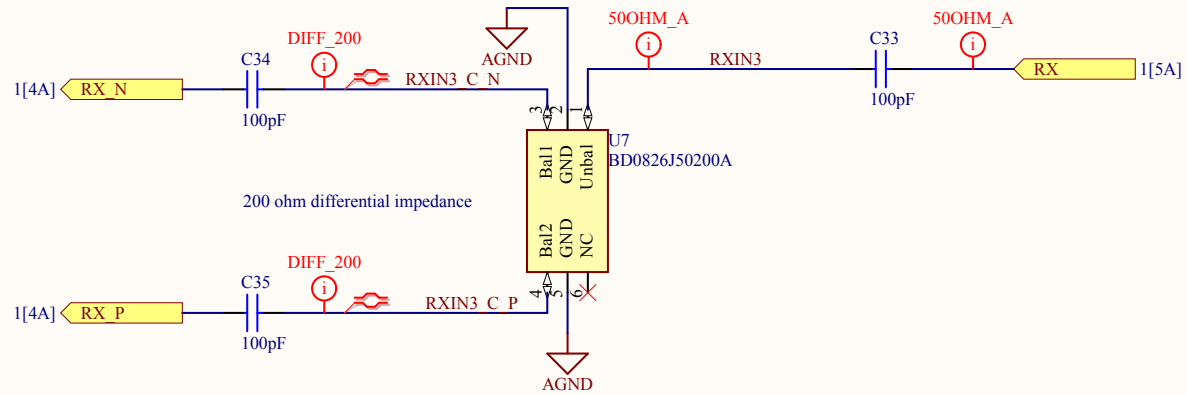 50OHM_A
50OHM_A
DIFF_200
AGND
C34
C33
i
i
i
RXIN3
RX
1[5A]
1[4A]
RX_N
RXIN3_C_N
100pF
100pF
3
2
1
U7
BD0826J50200A
Bal1
GND
Unbal
200 ohm differential impedance
Bal2
GND
NC
DIFF_200
C35
i
4
5
6
1[4A]
RX_P
RXIN3_C_P
100pF
AGND